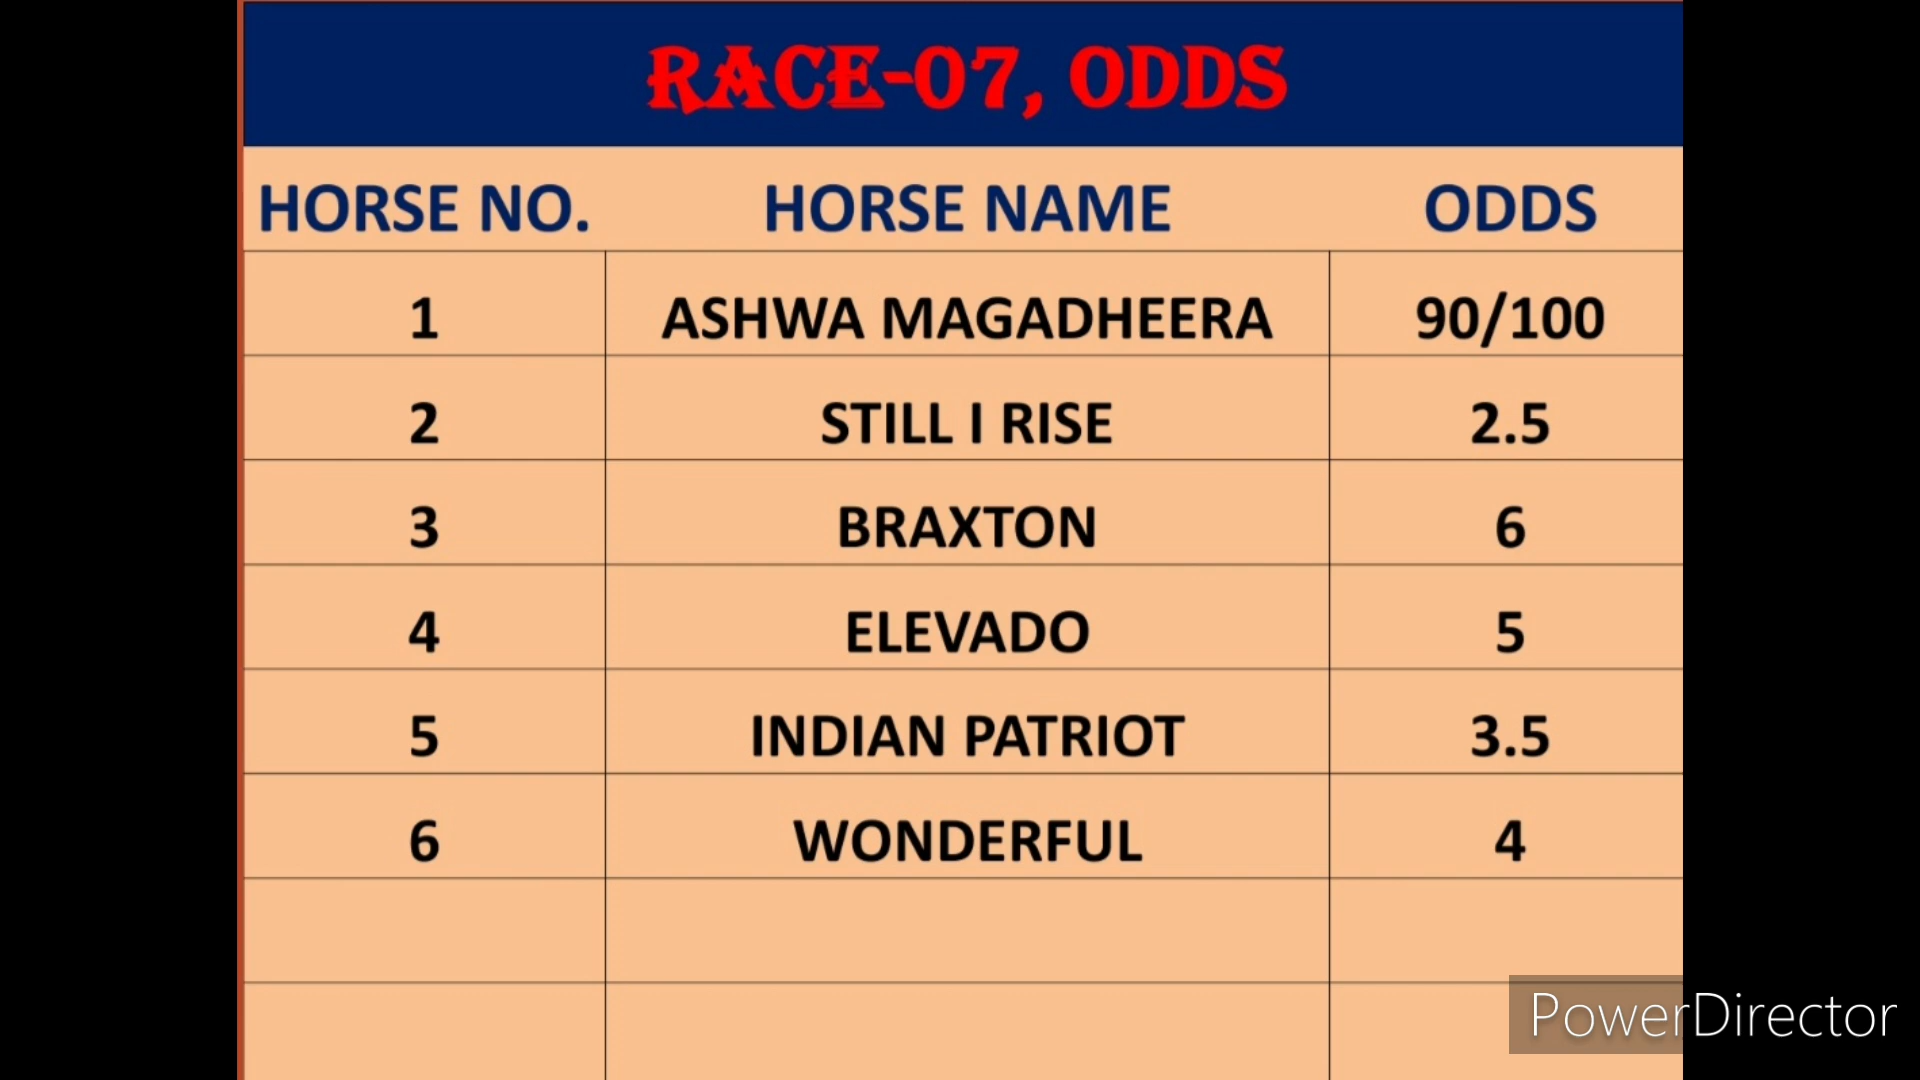 RACE-07, ODDS
HORSE NO. HORSE NAME ODDS
1 ASHWA MAGADHEERA 90/100
2 STILL I RISE 2.5
3 BRAXTON 6
4 ELEVADO 5
5 INDIAN PATRIOT 3.5
6 WONDERFUL 4
PowerDirector